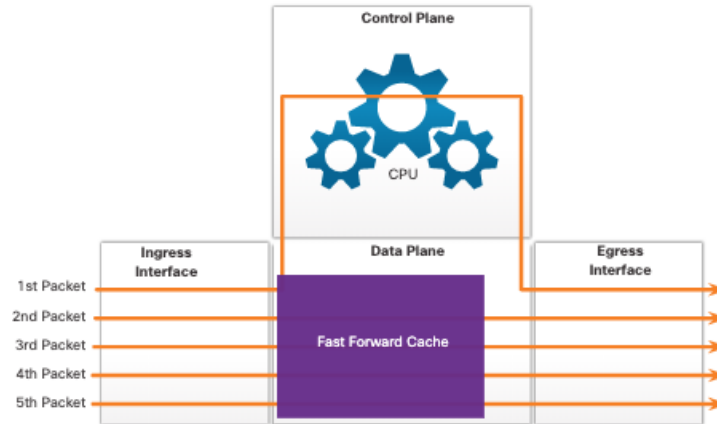 Control Plane
CPU
Ingress
Interface
Data Plane
Egress
Interface
1st Packet
2nd Packet
3rd Packet
Fast Forward Cache
4th Packet
5th Packet